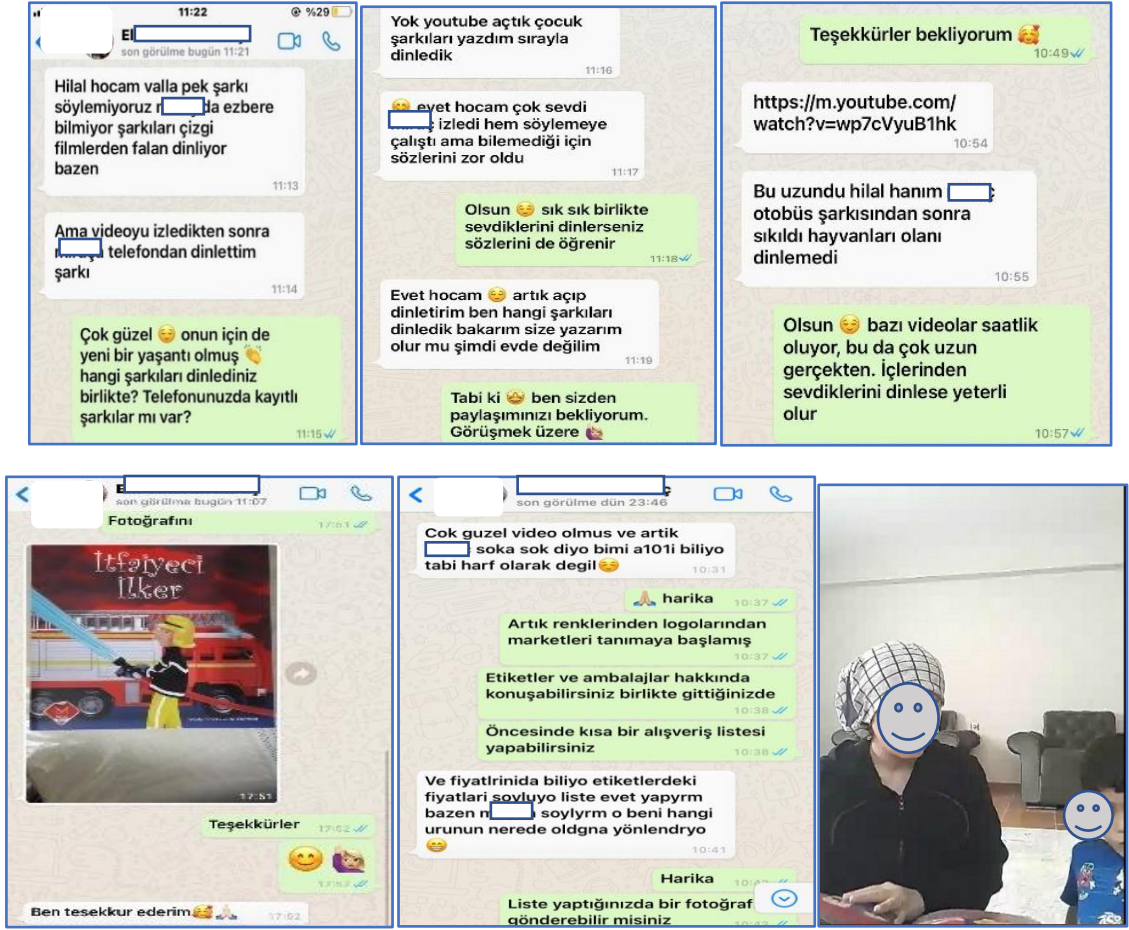 11:22
%29
El
son görülme bugün 11:21
Hilal hocam valla pek şarkı
söylemiyoruz da ezbere
bilmiyor şarkıları çizgi
filmlerden falan dinliyor
bazen
11:13
Ama videoyu izledikten sonra
telefondan dinlettim
şarkı
11:14
Çok güzel 😌 onun için de
yeni bir yaşantı olmuş 👏
hangi şarkıları dinlediniz
birlikte? Telefonunuzda kayıtlı
şarkılar mı var?
11:15
Yok youtube açtık çocuk
şarkıları yazdım sırayla
dinledik
11:16
😊 evet hocam çok sevdi
izledi hem söylemeye
çalıştı ama bilemediği için
sözlerini zor oldu
11:17
Olsun 😌 sık sık birlikte
sevdiklerini dinlerseniz
sözlerini de öğrenir
11:18
Evet hocam 😌 artık açıp
dinletirim ben hangi şarkıları
dinledik bakarım size yazarım
olur mu şimdi evde değilim
11:19
Tabi ki 🤩 ben sizden
paylaşımınızı bekliyorum.
Görüşmek üzere 🙋🏻‍♀️
Teşekkürler bekliyorum 🥰
10:49
https://m.youtube.com/
watch?v=wp7cVyuB1hk
10:54
Bu uzundu hilal hanım
otobüs şarkısından sonra
sıkıldı hayvanları olanı
dinlemedi
10:55
Olsun 😌 bazı videolar saatlik
oluyor, bu da çok uzun
gerçekten. İçlerinden
sevdiklerini dinlese yeterli
olur
10:57
son görülme bugün 11:07
Fotoğrafını
17:51
İtfaiyeci
İlker
17:51
Teşekkürler
17:52
😊 🙋🏼‍♀️
17:52
Ben tesekkur ederim🥰🙏🏻
17:52
son görülme dün 23:46
Cok guzel video olmus ve artik
soka sok diyo bimi a101i biliyo
tabi harf olarak degil☺️
10:31
🙏🏼 harika
10:37
Artık renklerinden logolarından
marketleri tanımaya başlamış
10:37
Etiketler ve ambalajlar hakkında
konuşabilirsiniz birlikte gittiğinizde
10:38
Öncesinde kısa bir alışveriş listesi
yapabilirsiniz
10:38
Ve fiyatlrinida biliyo etiketlerdeki
fiyatlari soyluyo liste evet yapyrm
bazen soylyrm o beni hangi
urunun nerede oldgna yönlendryo
😁
10:41
Harika
Liste yaptığınızda bir fotoğraf
gönderebilir misiniz